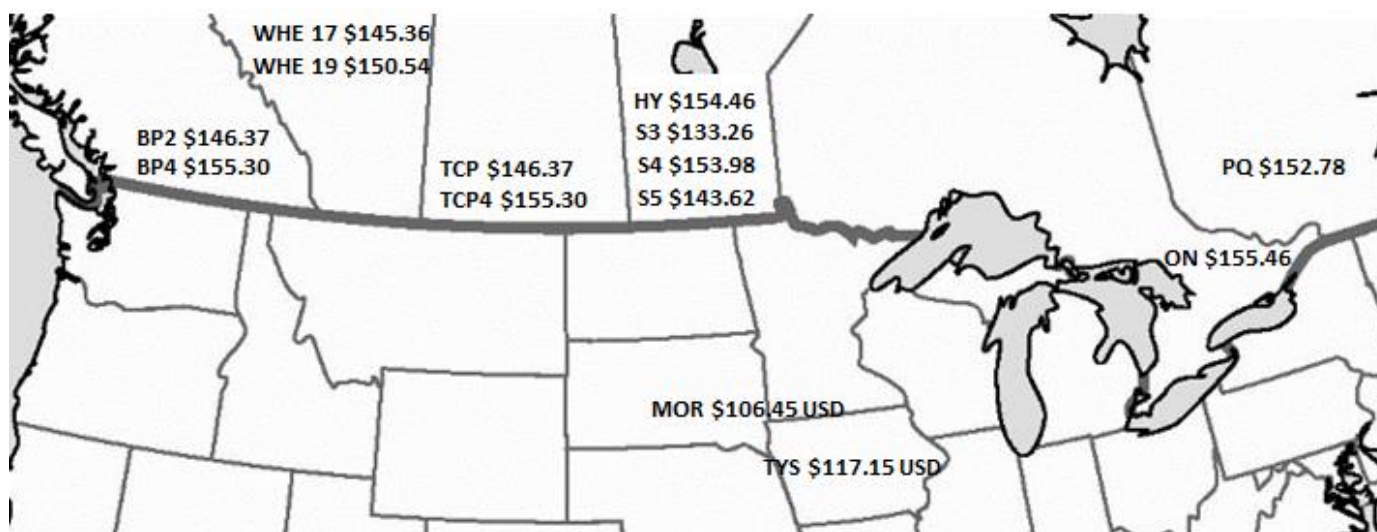 WHE 17 $145.36
WHE 19 $150.54
BP2 $146.37
BP4 $155.30
TCP $146.37
TCP4 $155.30
HY $154.46
S3 $133.26
S4 $153.98
S5 $143.62
PQ $152.78
ON $155.46
MOR $106.45 USD
TYS $117.15 USD